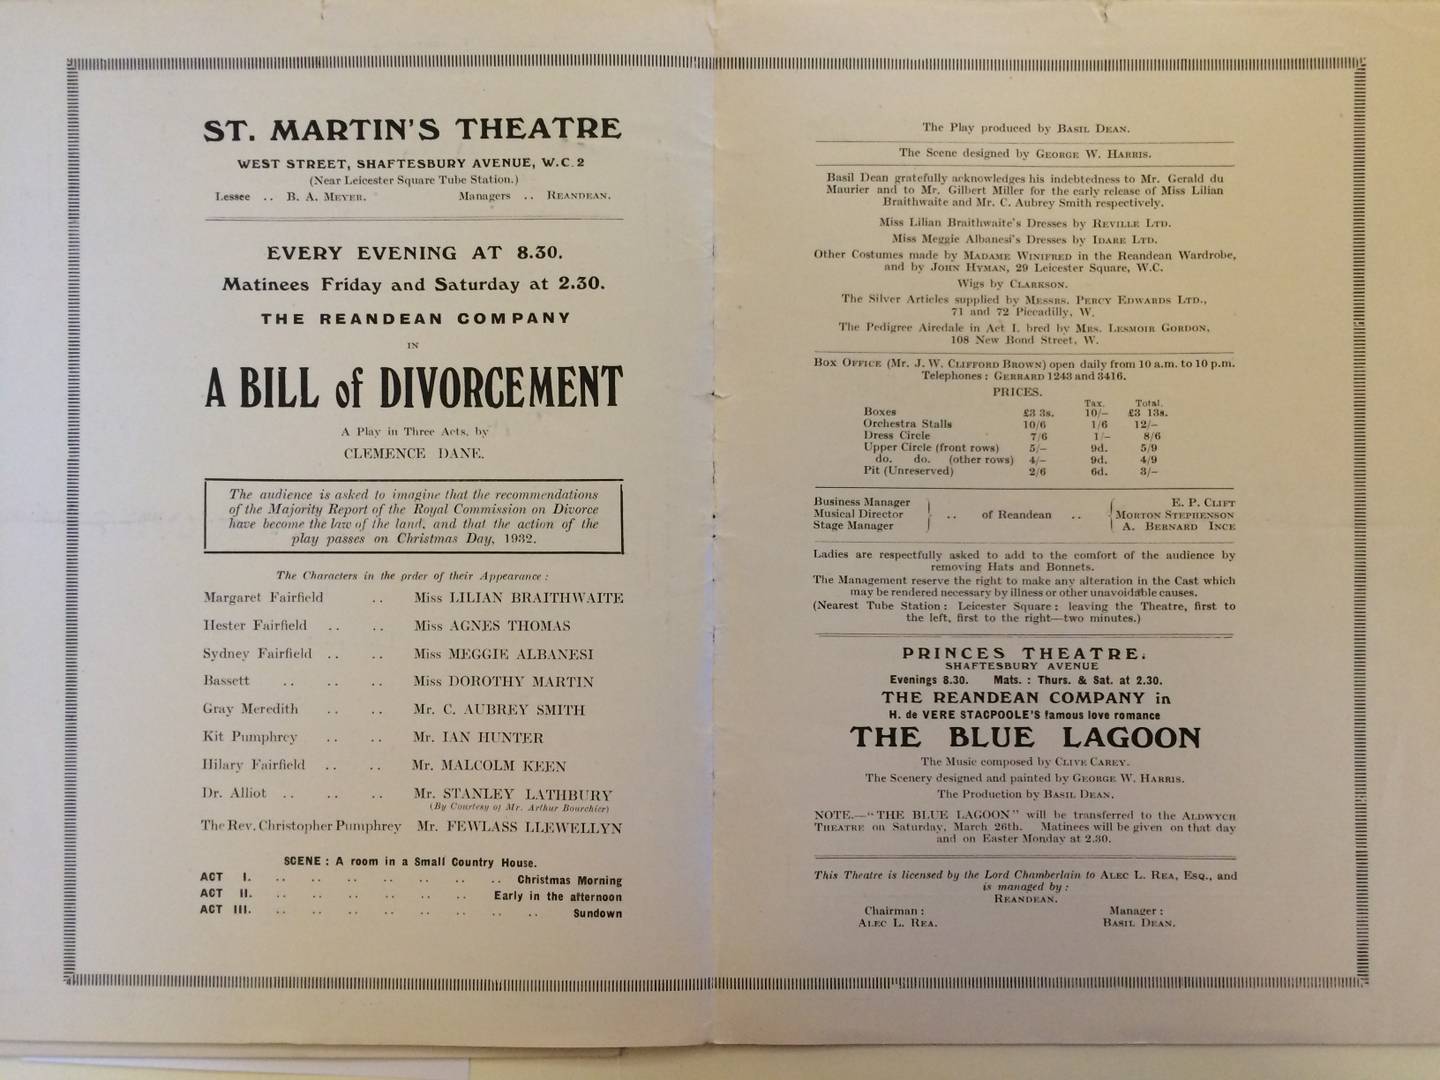 ST. MARTIN'S THEATRE
WEST STREET, SHAFTESBURY AVENUE, W.C.2
(Near Leicester Square Tube Station.)
Lessee .. B. A. MEYER. Managers .. REANDEAN.
EVERY EVENING AT 8.30.
Matinees Friday and Saturday at 2.30.
THE REANDEAN COMPANY
IN
A BILL of DIVORCEMENT
A Play in Three Acts, by
CLEMENCE DANE.
The audience is asked to imagine that the recommendations
of the Majority Report of the Royal Commission on Divorce
have become the law of the land, and that the action of the
play passes on Christmas Day, 1932.
The Characters in the order of their Appearance :
Margaret Fairfield .. Miss LILIAN BRAITHWAITE
Hester Fairfield .. .. Miss AGNES THOMAS
Sydney Fairfield .. .. Miss MEGGIE ALBANESI
Bassett .. .. Miss DOROTHY MARTIN
Gray Meredith .. .. Mr. C. AUBREY SMITH
Kit Pumphrey .. .. Mr. IAN HUNTER
Hilary Fairfield .. .. Mr. MALCOLM KEEN
Dr. Alliot .. .. .. Mr. STANLEY LATHBURY
(By Courtesy of Mr. Arthur Bourchier)
The Rev. Christopher Pumphrey Mr. FEWLASS LLEWELLYN
SCENE : A room in a Small Country House.
ACT I. .. .. .. .. .. .. .. Christmas Morning
ACT II. .. .. .. .. .. .. Early in the afternoon
ACT III. .. .. .. .. .. .. .. .. Sundown
The Play produced by BASIL DEAN.
The Scene designed by GEORGE W. HARRIS.
Basil Dean gratefully acknowledges his indebtedness to Mr. Gerald du
Maurier and to Mr. Gilbert Miller for the early release of Miss Lilian
Braithwaite and Mr. C. Aubrey Smith respectively.
Miss Lilian Braithwaite's Dresses by REVILLE LTD.
Miss Meggie Albanesi's Dresses by IDARE LTD.
Other Costumes made by MADAME WINIFRED in the Reandean Wardrobe,
and by JOHN HYMAN, 29 Leicester Square, W.C.
Wigs by CLARKSON.
The Silver Articles supplied by MESSRS. PERCY EDWARDS LTD.,
71 and 72 Piccadilly, W.
The Pedigree Airedale in Act I. bred by MRS. LESMOIR GORDON,
108 New Bond Street, W.
BOX OFFICE (Mr. J. W. CLIFFORD BROWN) open daily from 10 a.m. to 10 p.m.
Telephones : GERRARD 1243 and 3416.
PRICES.
Tax. Total.
Boxes £3 3s. 10/– £3 13s.
Orchestra Stalls 10/6 1/6 12/–
Dress Circle 7/6 1/– 8/6
Upper Circle (front rows) 5/– 9d. 5/9
do. do. (other rows) 4/– 9d. 4/9
Pit (Unreserved) 2/6 6d. 3/–
Business Manager E. P. CLIFT
Musical Director .. of Reandean .. MORTON STEPHENSON
Stage Manager A. BERNARD INCE
Ladies are respectfully asked to add to the comfort of the audience by
removing Hats and Bonnets.
The Management reserve the right to make any alteration in the Cast which
may be rendered necessary by illness or other unavoidable causes.
(Nearest Tube Station : Leicester Square : leaving the Theatre, first to
the left, first to the right—two minutes.)
PRINCES THEATRE.
SHAFTESBURY AVENUE
Evenings 8.30. Mats. : Thurs. & Sat. at 2.30.
THE REANDEAN COMPANY in
H. de VERE STACPOOLE'S famous love romance
THE BLUE LAGOON
The Music composed by CLIVE CAREY.
The Scenery designed and painted by GEORGE W. HARRIS.
The Production by BASIL DEAN.
NOTE.—"THE BLUE LAGOON" will be transferred to the ALDWYCH
THEATRE on Saturday, March 26th. Matinees will be given on that day
and on Easter Monday at 2.30.
This Theatre is licensed by the Lord Chamberlain to ALEC L. REA, ESQ., and
is managed by :
REANDEAN.
Chairman : Manager :
ALEC L. REA. BASIL DEAN.